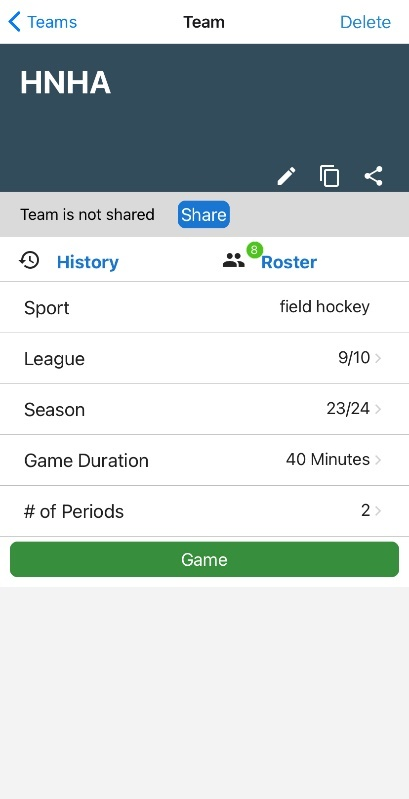 Teams Team Delete
HNHA
Team is not shared Share
History 8 Roster
Sport field hockey
League 9/10
Season 23/24
Game Duration 40 Minutes
# of Periods 2
Game